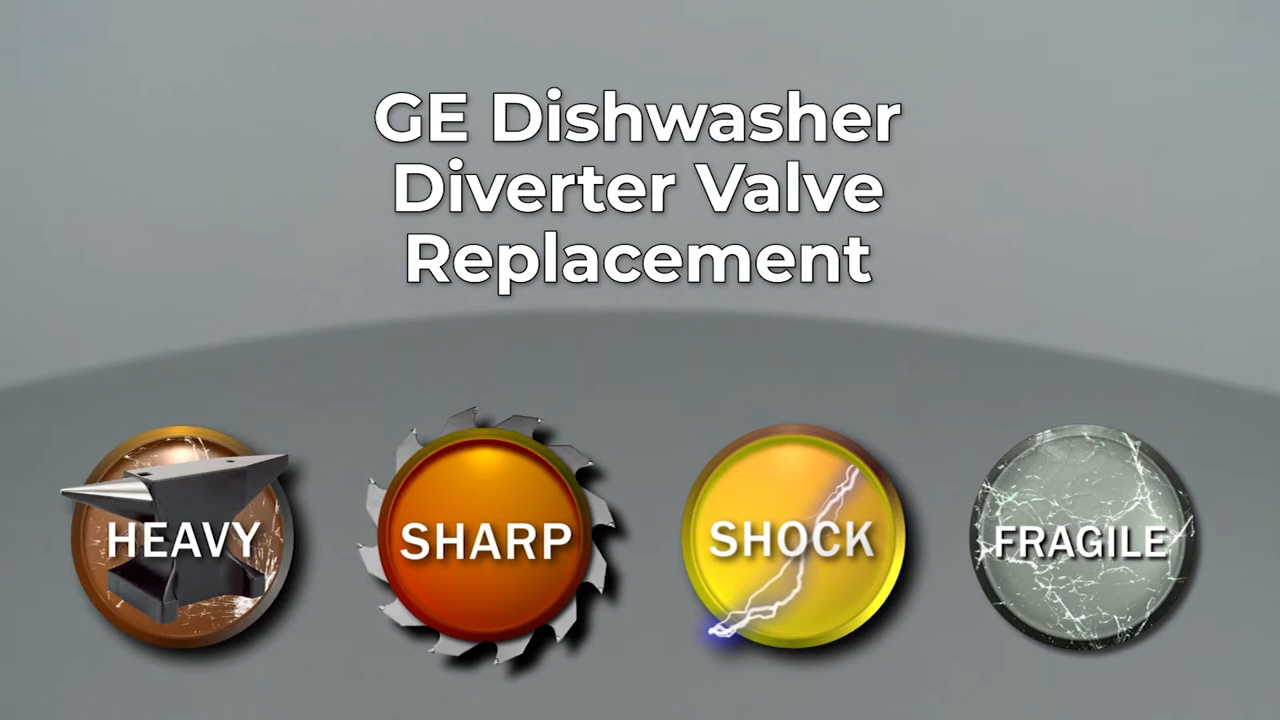 GE Dishwasher
Diverter Valve
Replacement
HEAVY
SHARP
SHOCK
FRAGILE